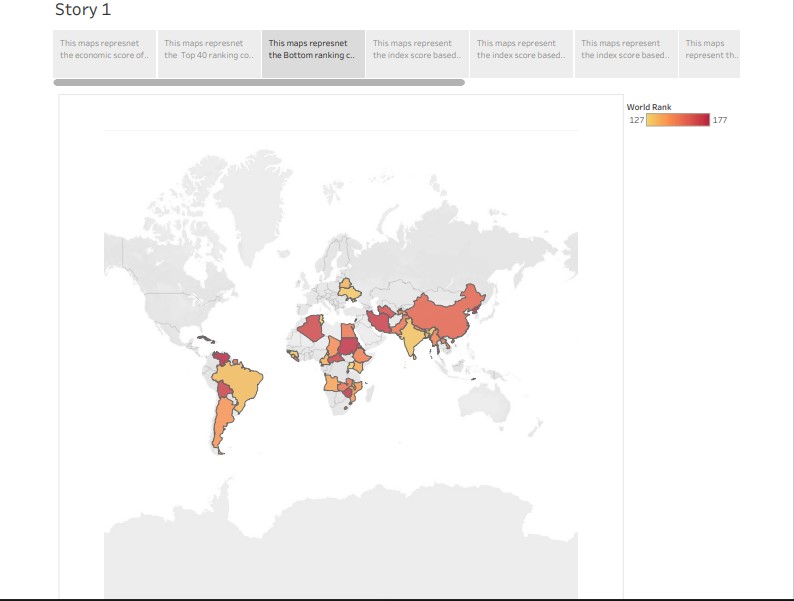 Story 1
This maps represnet
the economic score of..
This maps represnet
the Top 40 ranking co..
This maps represnet
the Bottom ranking c..
This maps represent
the index score based..
This maps represent
the index score based..
This maps represent
the index score based..
This maps
represent th..
World Rank
127
177